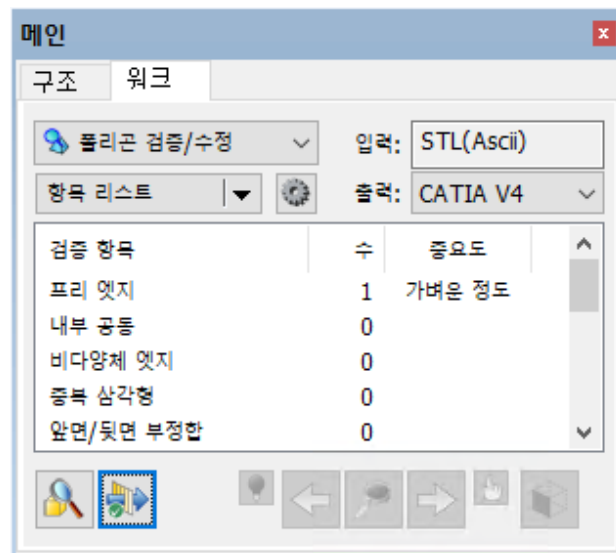 메인
구조 워크
폴리곤 검증/수정 입력: STL(Ascii)
항목 리스트 출력: CATIA V4
검증 항목 수 중요도
프리 엣지 1 가벼운 정도
내부 공동 0
비다양체 엣지 0
중복 삼각형 0
앞면/뒷면 부정합 0